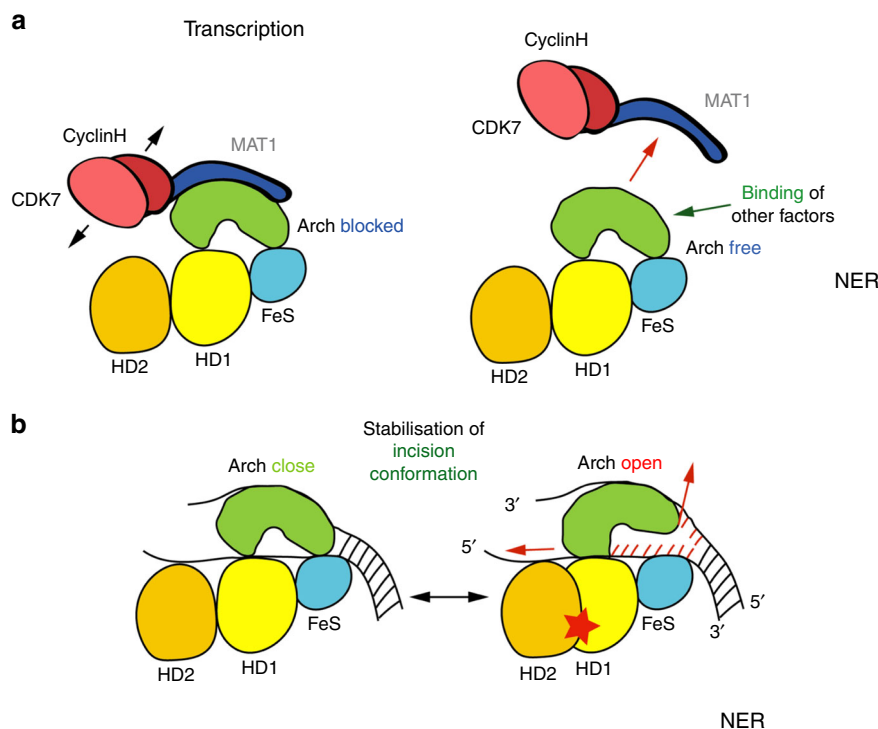 a
Transcription
CyclinH
MAT1
CDK7
Arch blocked
FeS
HD1
HD2
CyclinH
MAT1
CDK7
Binding of
other factors
Arch free
NER
FeS
HD1
HD2
b
Stabilisation of
incision
conformation
Arch close
FeS
HD1
HD2
Arch open
3′
5′
FeS
5′
3′
HD2
HD1
NER